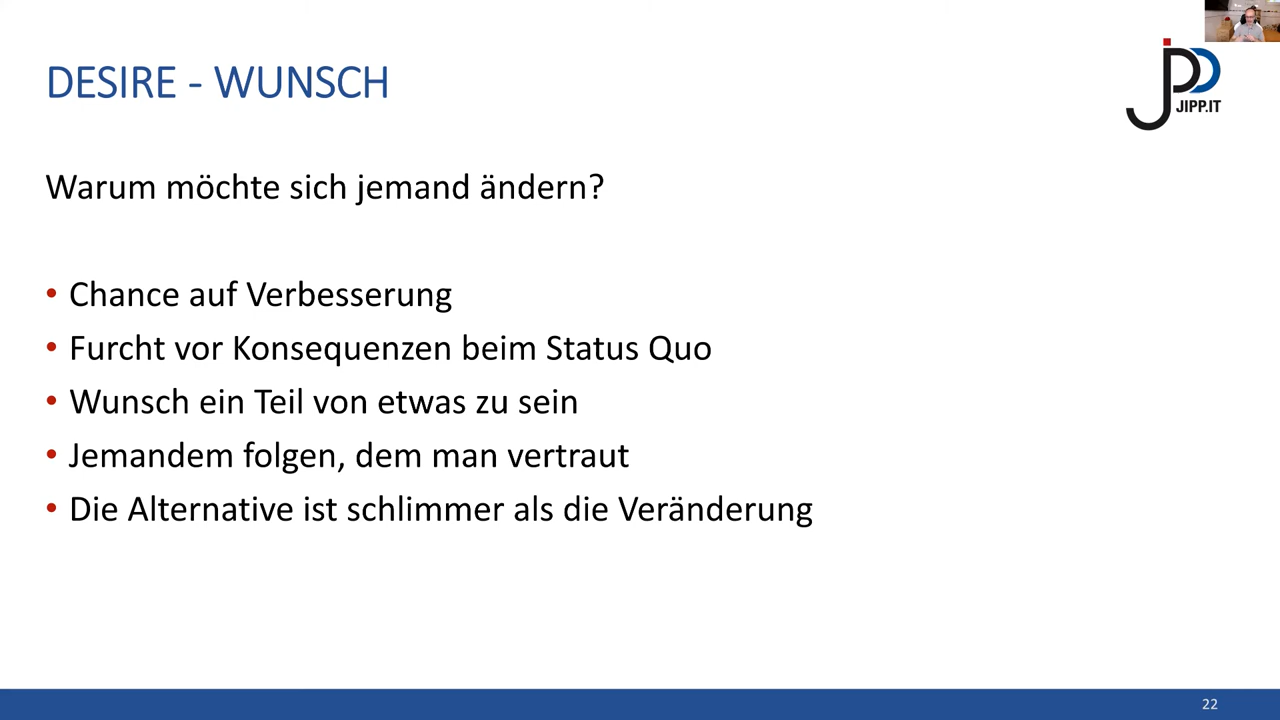 DESIRE - WUNSCH
JIPP.IT
Warum möchte sich jemand ändern?
• Chance auf Verbesserung
• Furcht vor Konsequenzen beim Status Quo
• Wunsch ein Teil von etwas zu sein
• Jemandem folgen, dem man vertraut
• Die Alternative ist schlimmer als die Veränderung
22